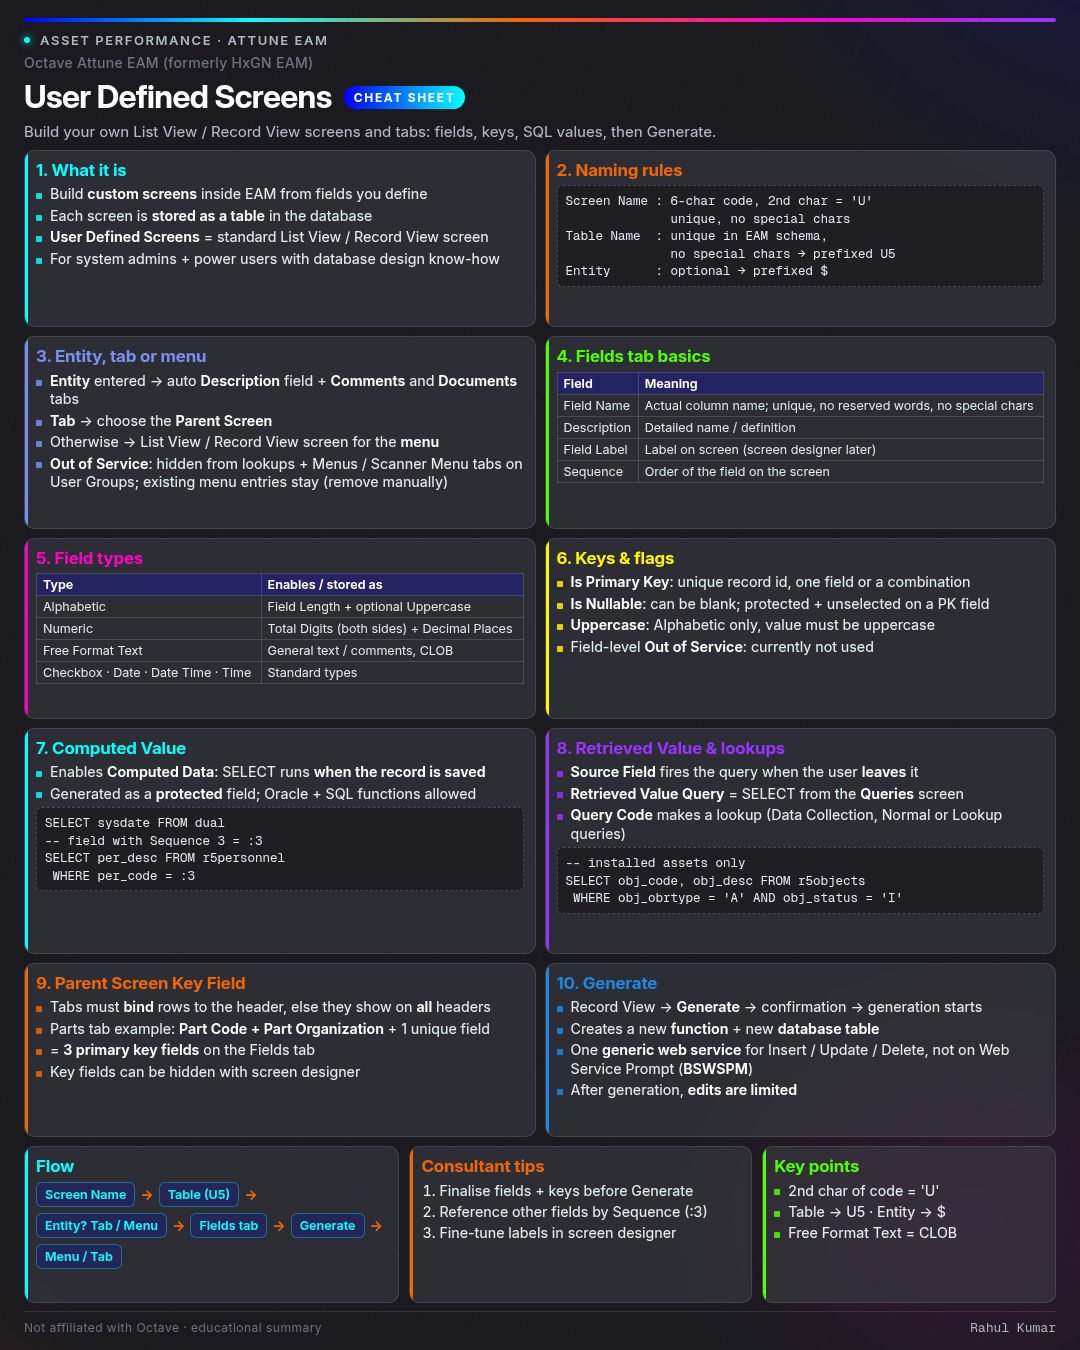 ASSET PERFORMANCE · ATTUNE EAM
Octave Attune EAM (formerly HxGN EAM)
User Defined Screens CHEAT SHEET
Build your own List View / Record View screens and tabs: fields, keys, SQL values, then Generate.
1. What it is
Build custom screens inside EAM from fields you define
Each screen is stored as a table in the database
User Defined Screens = standard List View / Record View screen
For system admins + power users with database design know-how
2. Naming rules
Screen Name : 6-char code, 2nd char = 'U'
unique, no special chars
Table Name : unique in EAM schema,
no special chars → prefixed U5
Entity : optional → prefixed $
3. Entity, tab or menu
Entity entered → auto Description field + Comments and Documents
tabs
Tab → choose the Parent Screen
Otherwise → List View / Record View screen for the menu
Out of Service: hidden from lookups + Menus / Scanner Menu tabs on
User Groups; existing menu entries stay (remove manually)
4. Fields tab basics
Field Meaning
Field Name Actual column name; unique, no reserved words, no special chars
Description Detailed name / definition
Field Label Label on screen (screen designer later)
Sequence Order of the field on the screen
5. Field types
Type Enables / stored as
Alphabetic Field Length + optional Uppercase
Numeric Total Digits (both sides) + Decimal Places
Free Format Text General text / comments, CLOB
Checkbox · Date · Date Time · Time Standard types
6. Keys & flags
Is Primary Key: unique record id, one field or a combination
Is Nullable: can be blank; protected + unselected on a PK field
Uppercase: Alphabetic only, value must be uppercase
Field-level Out of Service: currently not used
7. Computed Value
Enables Computed Data: SELECT runs when the record is saved
Generated as a protected field; Oracle + SQL functions allowed
SELECT sysdate FROM dual
-- field with Sequence 3 = :3
SELECT per_desc FROM r5personnel
WHERE per_code = :3
8. Retrieved Value & lookups
Source Field fires the query when the user leaves it
Retrieved Value Query = SELECT from the Queries screen
Query Code makes a lookup (Data Collection, Normal or Lookup
queries)
-- installed assets only
SELECT obj_code, obj_desc FROM r5objects
WHERE obj_obrtype = 'A' AND obj_status = 'I'
9. Parent Screen Key Field
Tabs must bind rows to the header, else they show on all headers
Parts tab example: Part Code + Part Organization + 1 unique field
= 3 primary key fields on the Fields tab
Key fields can be hidden with screen designer
10. Generate
Record View → Generate → confirmation → generation starts
Creates a new function + new database table
One generic web service for Insert / Update / Delete, not on Web
Service Prompt (BSWSPM)
After generation, edits are limited
Flow
Screen Name → Table (U5) →
Entity? Tab / Menu → Fields tab → Generate →
Menu / Tab
Consultant tips
1. Finalise fields + keys before Generate
2. Reference other fields by Sequence (:3)
3. Fine-tune labels in screen designer
Key points
2nd char of code = 'U'
Table → U5 · Entity → $
Free Format Text = CLOB
Not affiliated with Octave · educational summary
Rahul Kumar